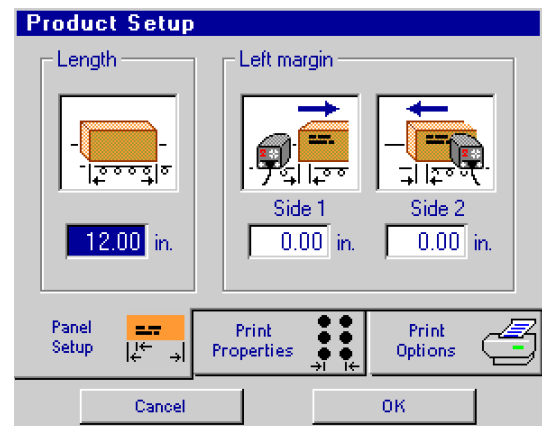 Product Setup
Length
Left margin
Side 1
Side 2
12.00 in.
0.00 in.
0.00 in.
Panel Setup
Print Properties
Print Options
Cancel
OK